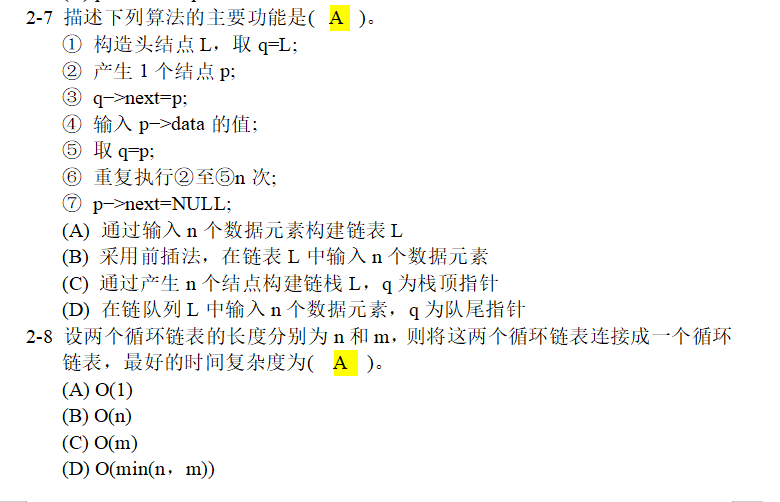 2-7 描述下列算法的主要功能是( A )。
① 构造头结点 L，取 q=L;
② 产生 1 个结点 p;
③ q−>next=p;
④ 输入 p−>data 的值;
⑤ 取 q=p;
⑥ 重复执行②至⑤n 次;
⑦ p−>next=NULL;
(A) 通过输入 n 个数据元素构建链表 L
(B) 采用前插法，在链表 L 中输入 n 个数据元素
(C) 通过产生 n 个结点构建链栈 L，q 为栈顶指针
(D) 在链队列 L 中输入 n 个数据元素，q 为队尾指针
2-8 设两个循环链表的长度分别为 n 和 m，则将这两个循环链表连接成一个循环
链表，最好的时间复杂度为( A )。
(A) O(1)
(B) O(n)
(C) O(m)
(D) O(min(n，m))